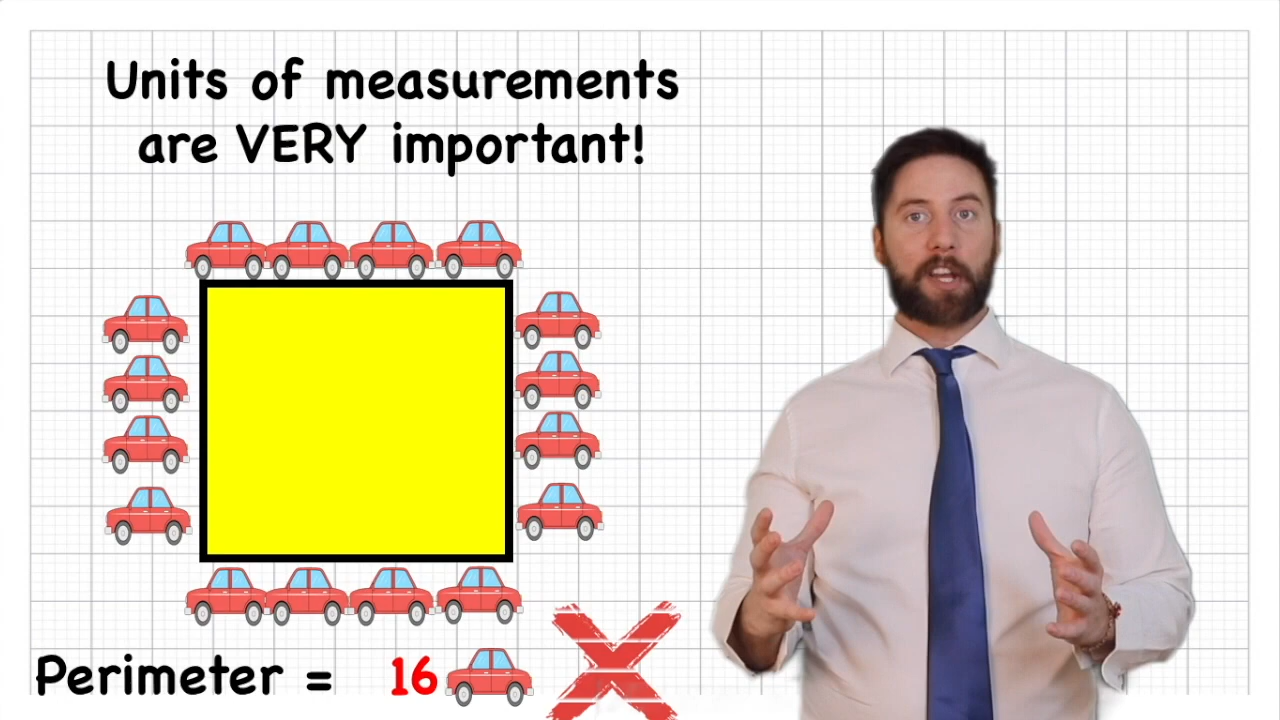 Units of measurements
are VERY important!
Perimeter = 16